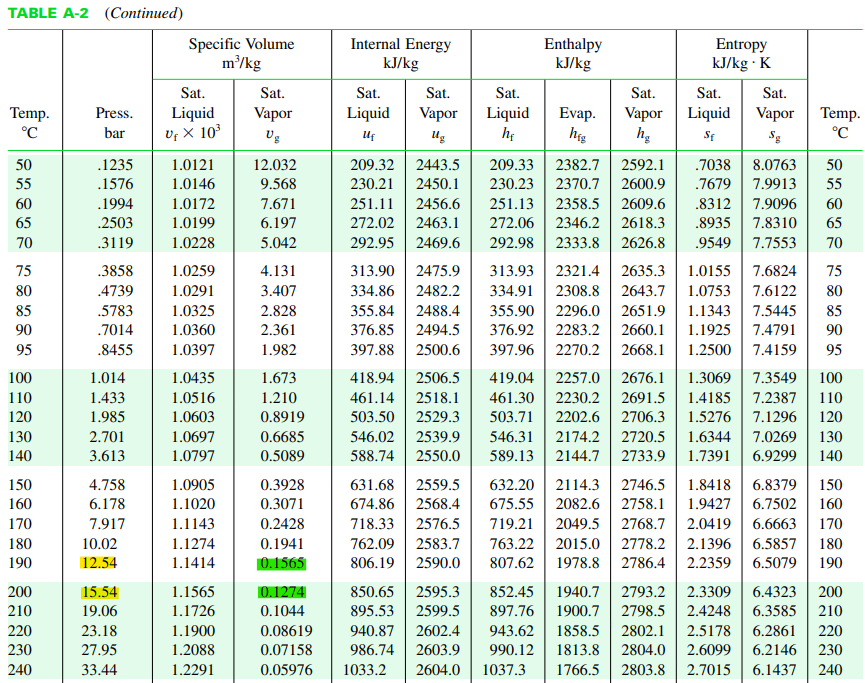 TABLE A-2 (Continued)
Specific Volume Internal Energy Enthalpy Entropy
m³/kg kJ/kg kJ/kg kJ/kg · K
Sat. Sat. Sat. Sat. Sat. Sat. Sat. Sat.
Temp. Press. Liquid Vapor Liquid Vapor Liquid Evap. Vapor Liquid Vapor Temp.
°C bar vf × 10³ vg uf ug hf hfg hg sf sg °C
50 .1235 1.0121 12.032 209.32 2443.5 209.33 2382.7 2592.1 .7038 8.0763 50
55 .1576 1.0146 9.568 230.21 2450.1 230.23 2370.7 2600.9 .7679 7.9913 55
60 .1994 1.0172 7.671 251.11 2456.6 251.13 2358.5 2609.6 .8312 7.9096 60
65 .2503 1.0199 6.197 272.02 2463.1 272.06 2346.2 2618.3 .8935 7.8310 65
70 .3119 1.0228 5.042 292.95 2469.6 292.98 2333.8 2626.8 .9549 7.7553 70
75 .3858 1.0259 4.131 313.90 2475.9 313.93 2321.4 2635.3 1.0155 7.6824 75
80 .4739 1.0291 3.407 334.86 2482.2 334.91 2308.8 2643.7 1.0753 7.6122 80
85 .5783 1.0325 2.828 355.84 2488.4 355.90 2296.0 2651.9 1.1343 7.5445 85
90 .7014 1.0360 2.361 376.85 2494.5 376.92 2283.2 2660.1 1.1925 7.4791 90
95 .8455 1.0397 1.982 397.88 2500.6 397.96 2270.2 2668.1 1.2500 7.4159 95
100 1.014 1.0435 1.673 418.94 2506.5 419.04 2257.0 2676.1 1.3069 7.3549 100
110 1.433 1.0516 1.210 461.14 2518.1 461.30 2230.2 2691.5 1.4185 7.2387 110
120 1.985 1.0603 0.8919 503.50 2529.3 503.71 2202.6 2706.3 1.5276 7.1296 120
130 2.701 1.0697 0.6685 546.02 2539.9 546.31 2174.2 2720.5 1.6344 7.0269 130
140 3.613 1.0797 0.5089 588.74 2550.0 589.13 2144.7 2733.9 1.7391 6.9299 140
150 4.758 1.0905 0.3928 631.68 2559.5 632.20 2114.3 2746.5 1.8418 6.8379 150
160 6.178 1.1020 0.3071 674.86 2568.4 675.55 2082.6 2758.1 1.9427 6.7502 160
170 7.917 1.1143 0.2428 718.33 2576.5 719.21 2049.5 2768.7 2.0419 6.6663 170
180 10.02 1.1274 0.1941 762.09 2583.7 763.22 2015.0 2778.2 2.1396 6.5857 180
190 12.54 1.1414 0.1565 806.19 2590.0 807.62 1978.8 2786.4 2.2359 6.5079 190
200 15.54 1.1565 0.1274 850.65 2595.3 852.45 1940.7 2793.2 2.3309 6.4323 200
210 19.06 1.1726 0.1044 895.53 2599.5 897.76 1900.7 2798.5 2.4248 6.3585 210
220 23.18 1.1900 0.08619 940.87 2602.4 943.62 1858.5 2802.1 2.5178 6.2861 220
230 27.95 1.2088 0.07158 986.74 2603.9 990.12 1813.8 2804.0 2.6099 6.2146 230
240 33.44 1.2291 0.05976 1033.2 2604.0 1037.3 1766.5 2803.8 2.7015 6.1437 240